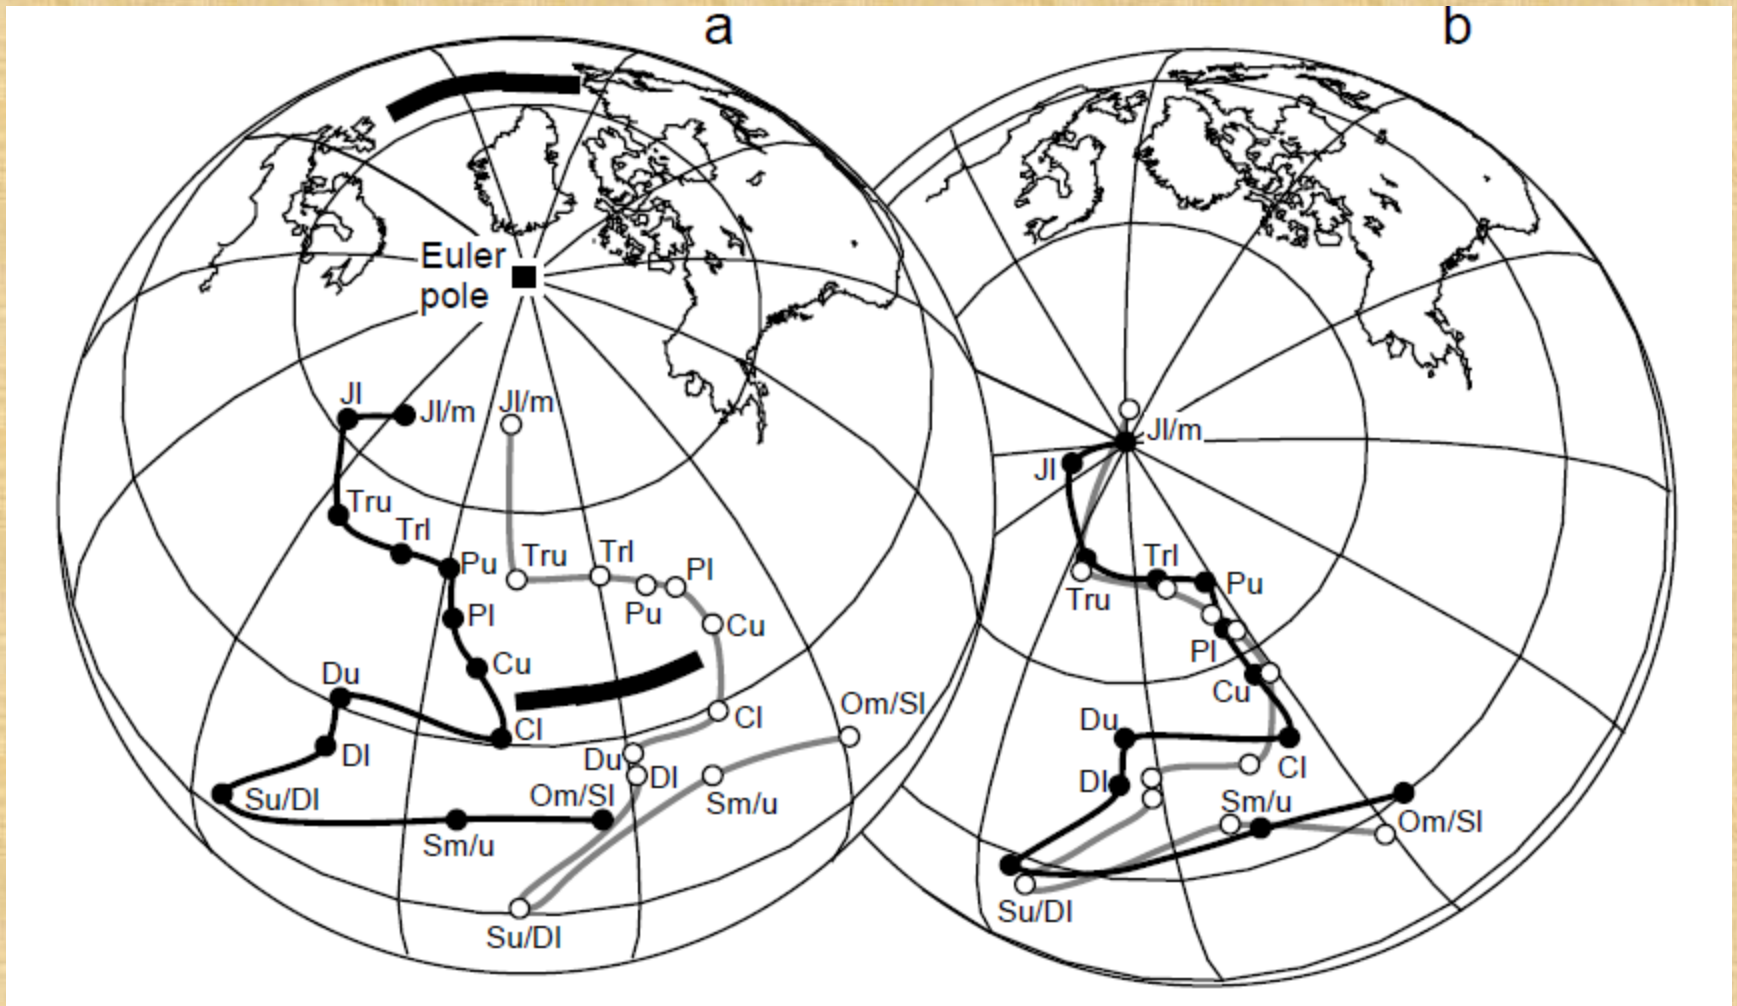 a
Euler
pole
Jl
Jl/m
Jl/m
Tru
Trl
Pu
Tru
Trl
Pl
Pu
Pl
Cu
Cu
Du
Cl
Cl
Om/Sl
Dl
Du
Dl
Su/Dl
Om/Sl
Sm/u
Sm/u
Su/Dl
b
Jl/m
Jl
Trl
Pu
Tru
Pl
Cu
Du
Cl
Dl
Sm/u
Om/Sl
Su/Dl